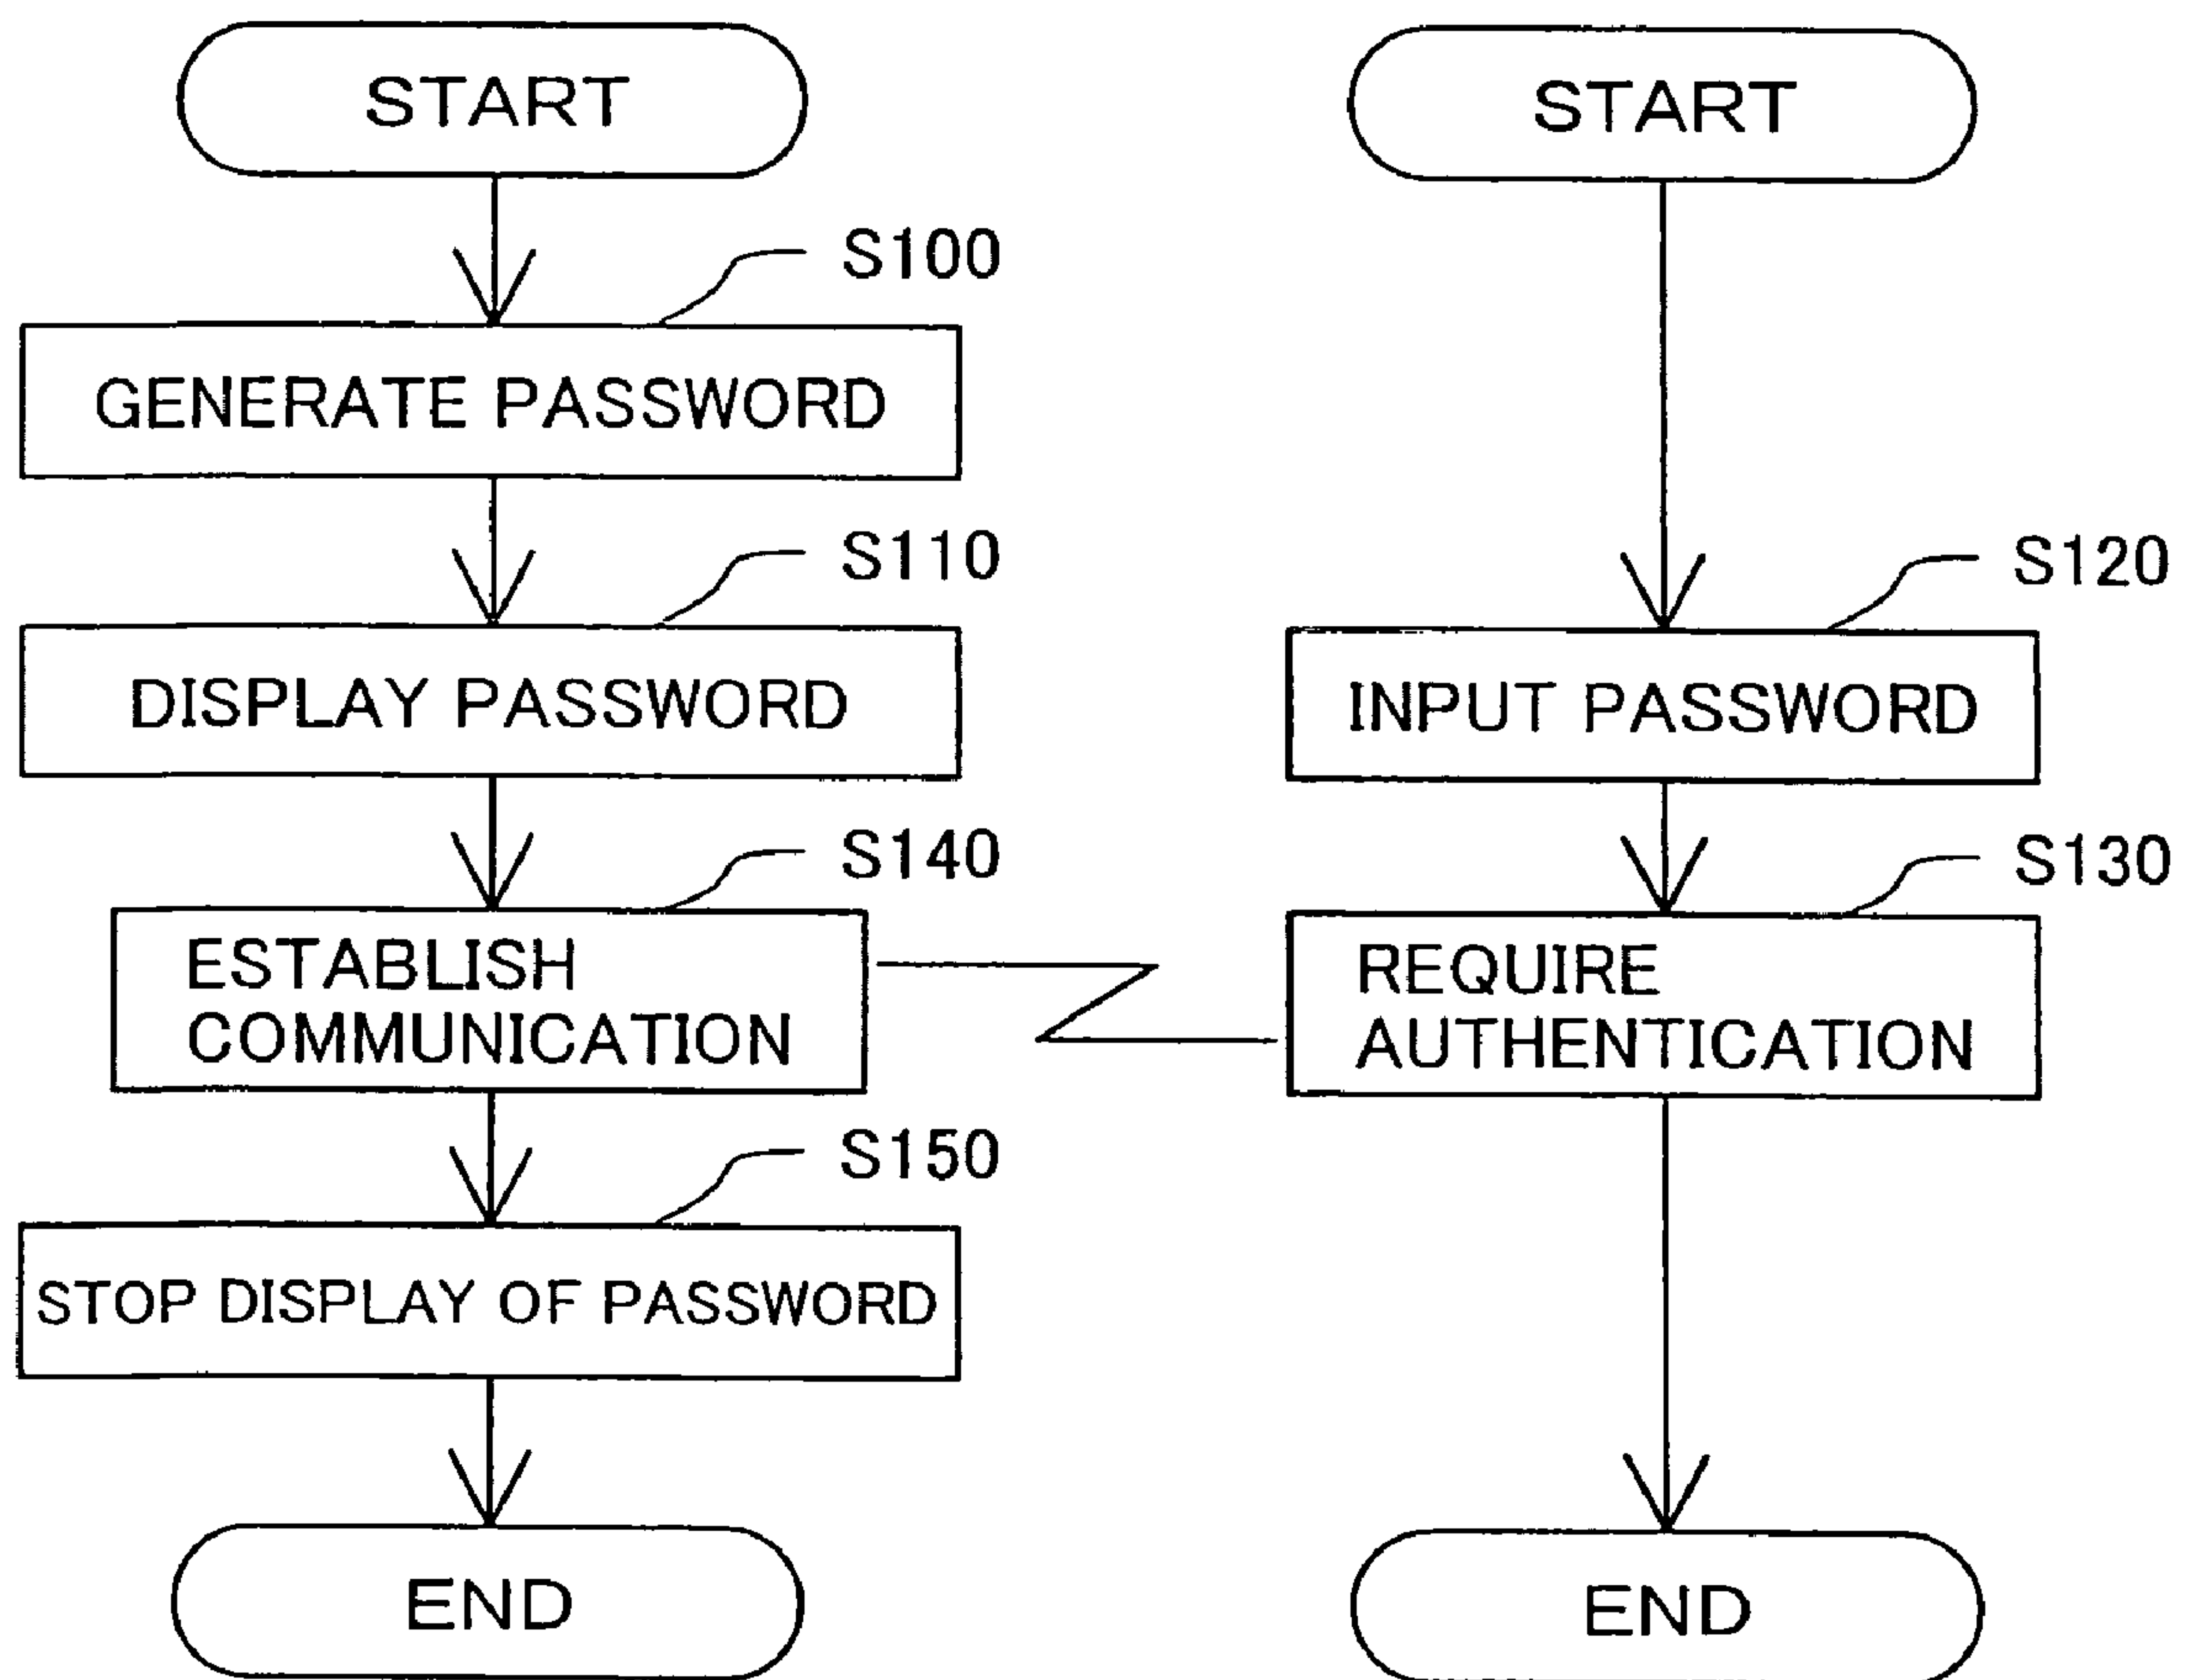 START
S100
GENERATE PASSWORD
S110
DISPLAY PASSWORD
S140
ESTABLISH
COMMUNICATION
S150
STOP DISPLAY OF PASSWORD
END
START
S120
INPUT PASSWORD
S130
REQUIRE
AUTHENTICATION
END